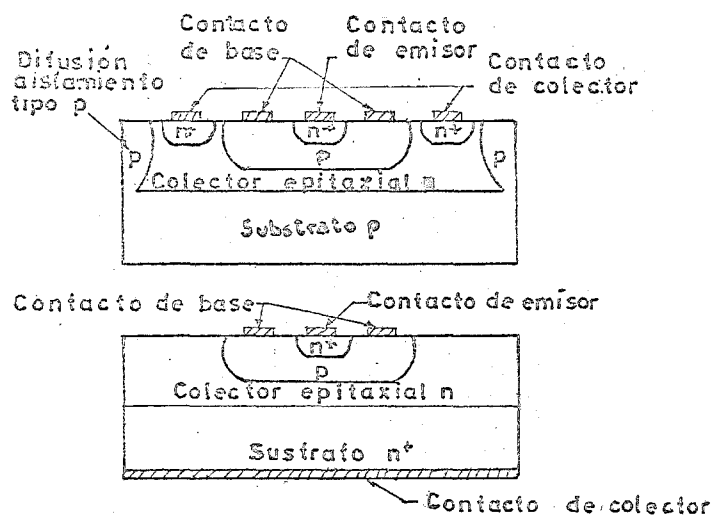 Contacto
de base
Contacto
de emisor
Contacto
de colector
Difusión
aislamiento
tipo p
n+
n+
n+
p
p
p
Colector epitaxial n
Substrato p
Contacto de base
Contacto de emisor
n+
p
Colector epitaxial n
Sustrato n+
Contacto de colector